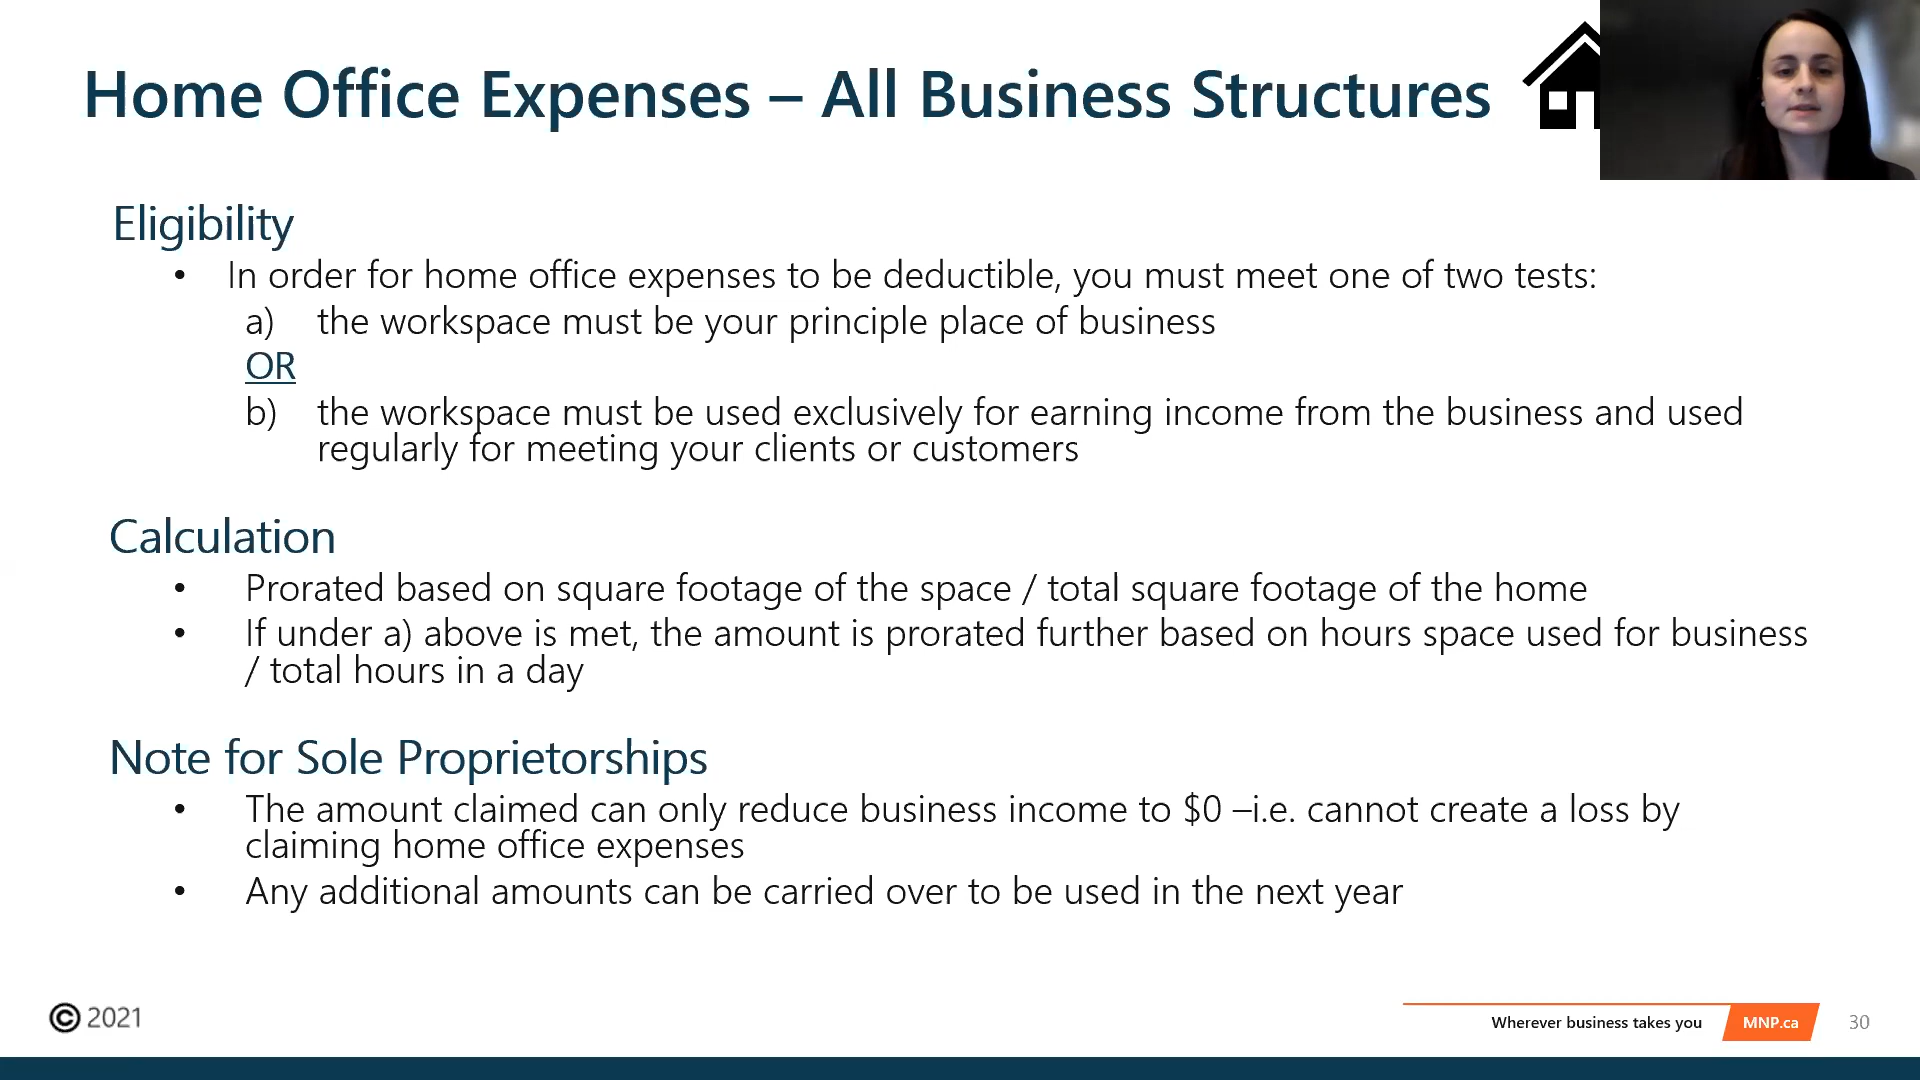 Home Office Expenses – All Business Structures
Eligibility
• In order for home office expenses to be deductible, you must meet one of two tests:
a) the workspace must be your principle place of business
OR
b) the workspace must be used exclusively for earning income from the business and used
regularly for meeting your clients or customers
Calculation
• Prorated based on square footage of the space / total square footage of the home
• If under a) above is met, the amount is prorated further based on hours space used for business
/ total hours in a day
Note for Sole Proprietorships
• The amount claimed can only reduce business income to $0 –i.e. cannot create a loss by
claiming home office expenses
• Any additional amounts can be carried over to be used in the next year
© 2021
Wherever business takes you
MNP.ca
30